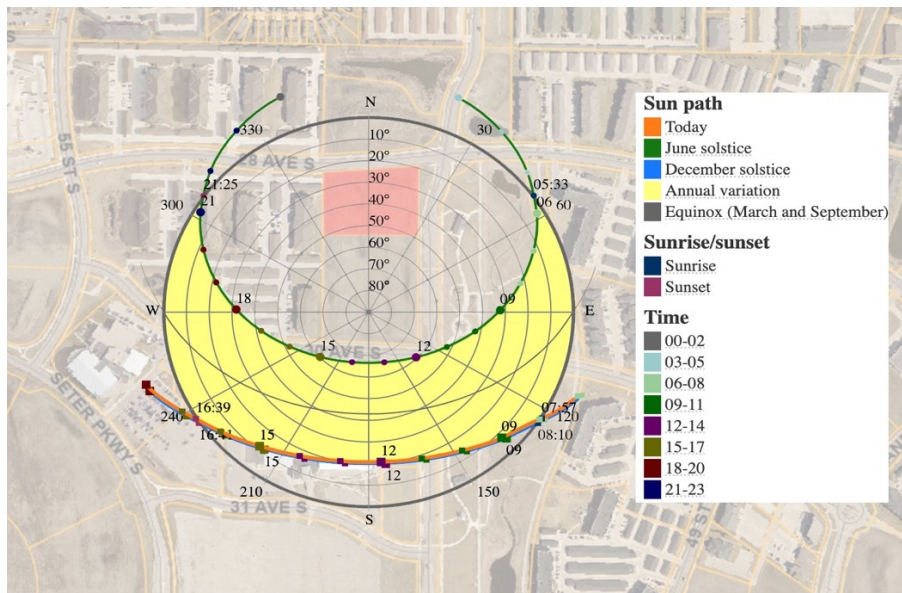 N
330
30
10°
20°
28 AVE S
30°
40°
50°
60°
70°
80°
55 ST S
21:25
21
300
05:33
06
60
W
E
18
09
30 AVE S
15
12
SETER PKWY S
240
16:39
16:41
15
15
12
12
09
09
07:57
120
08:10
210
150
31 AVE S
S
49 ST
Sun path
Today
June solstice
December solstice
Annual variation
Equinox (March and September)
Sunrise/sunset
Sunrise
Sunset
Time
00-02
03-05
06-08
09-11
12-14
15-17
18-20
21-23